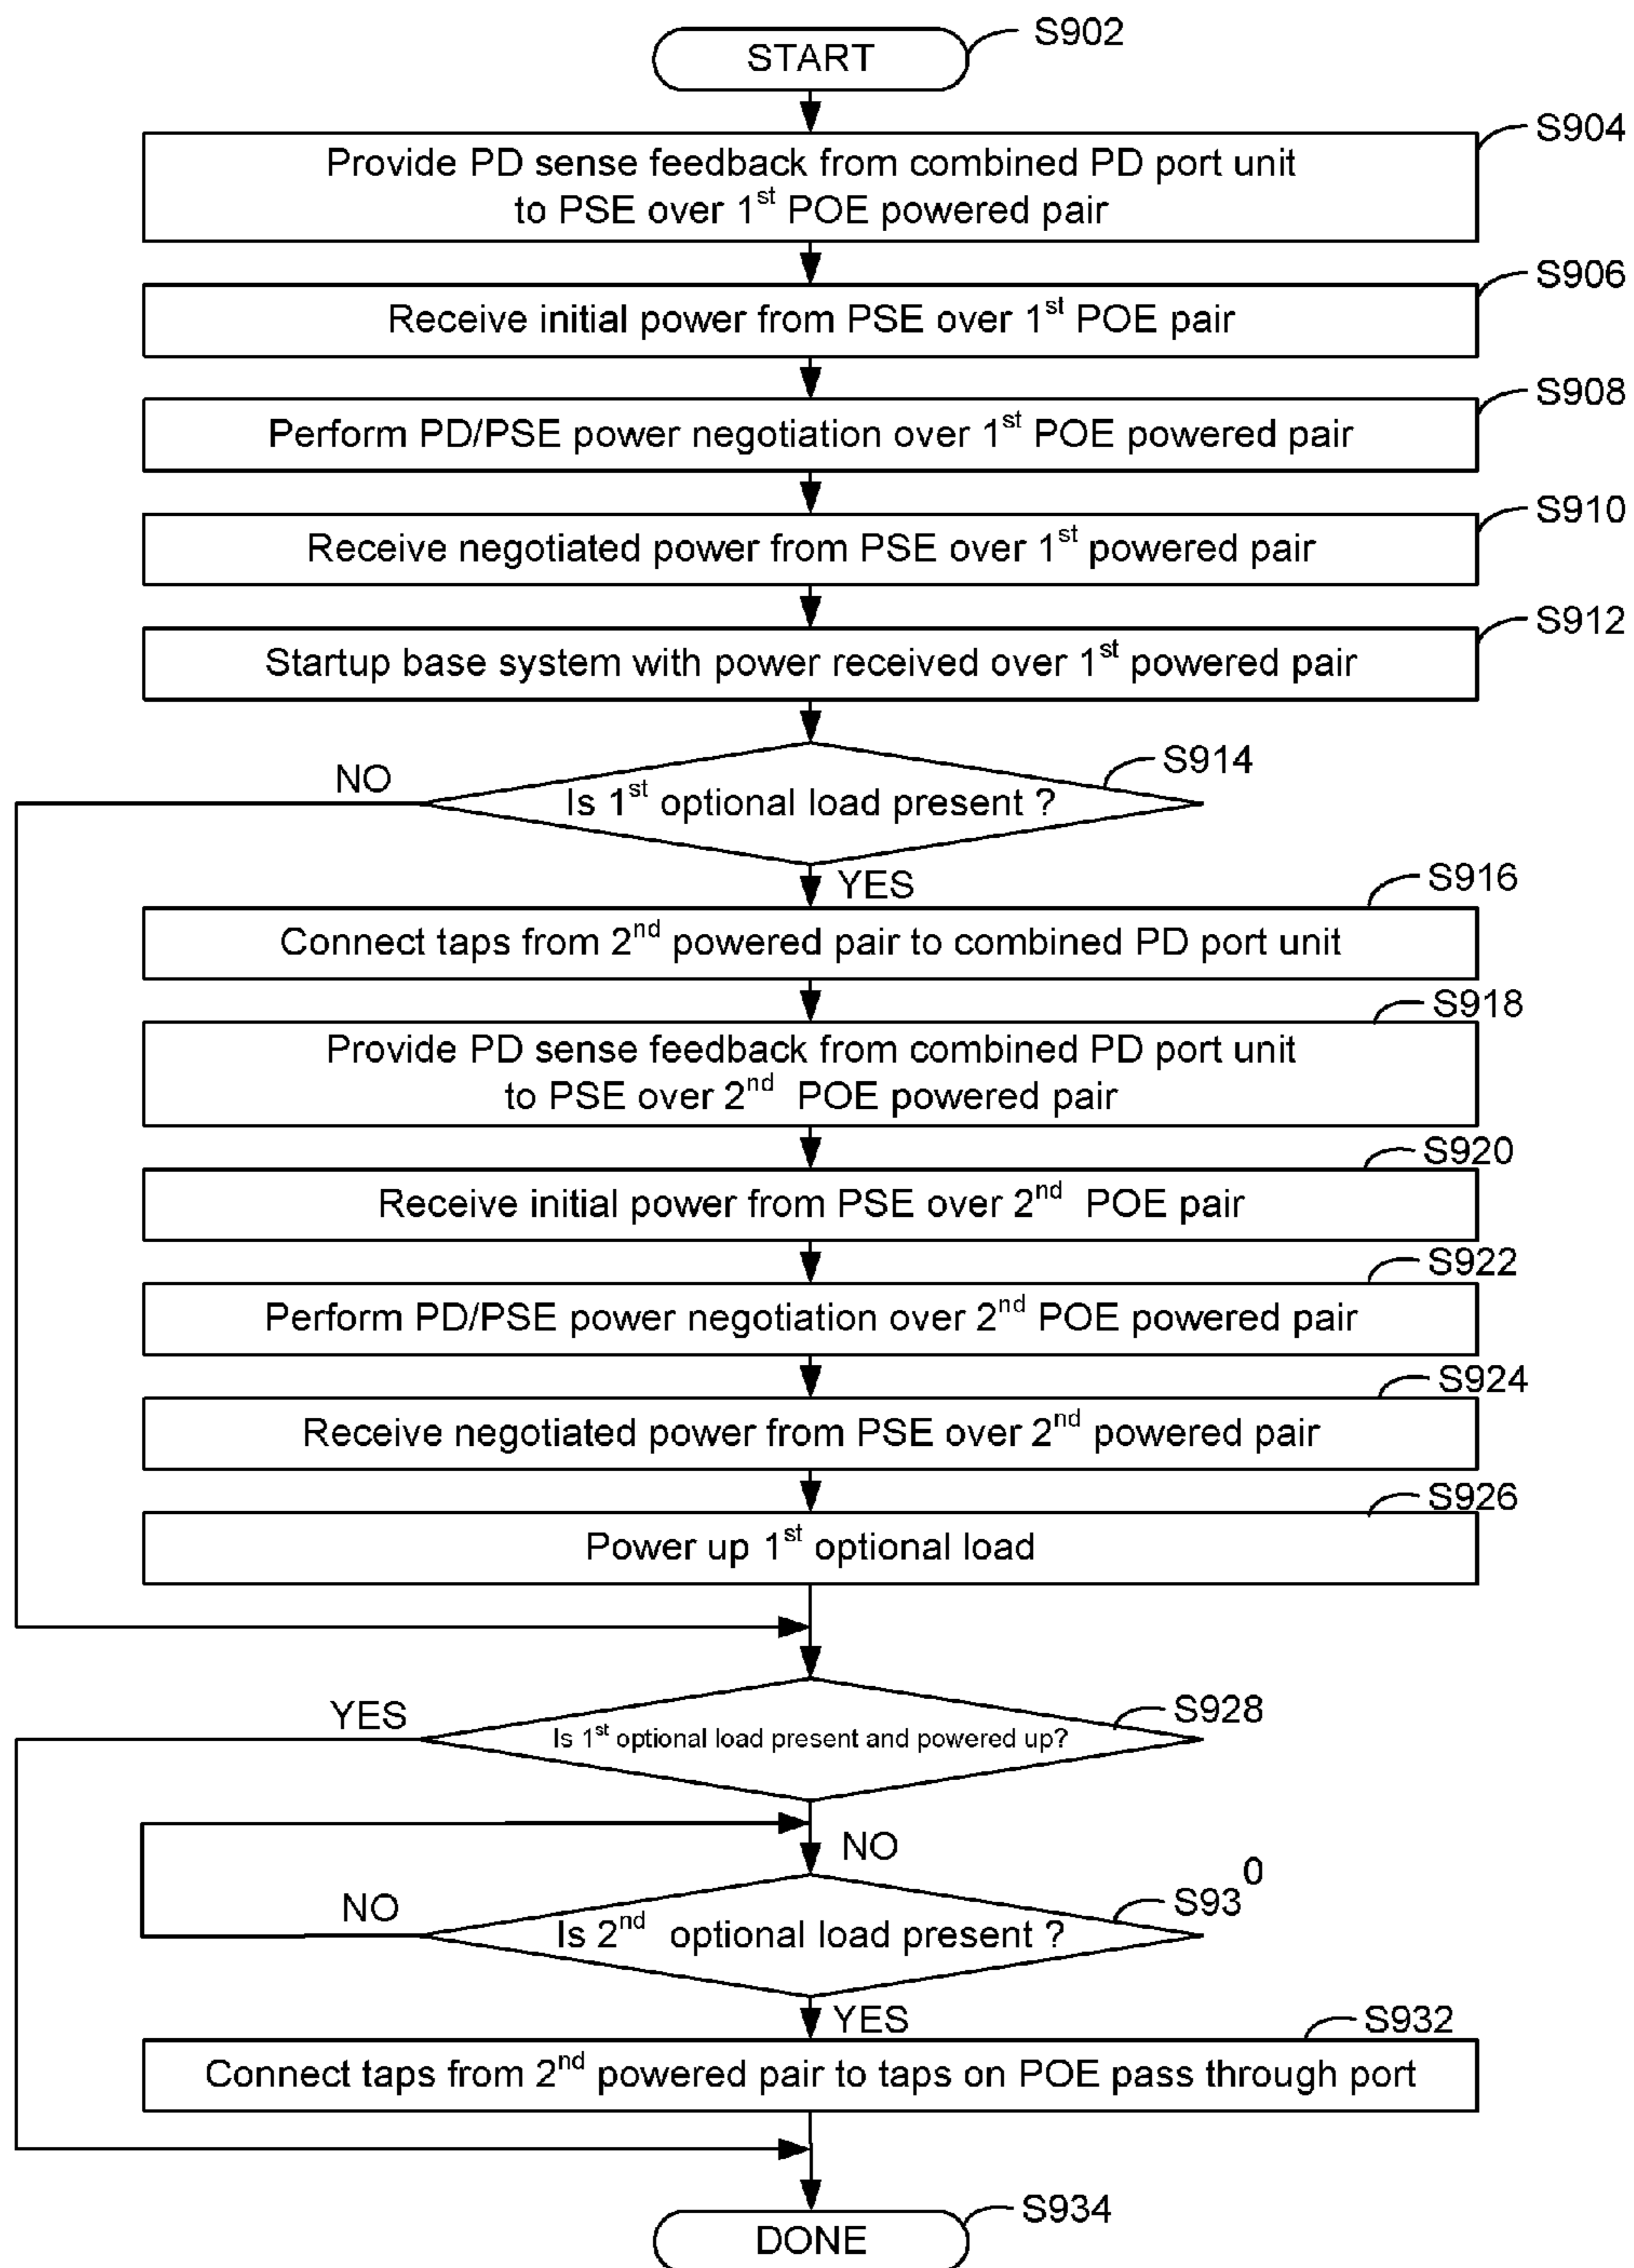 START
S902
Provide PD sense feedback from combined PD port unit
to PSE over 1st POE powered pair
S904
Receive initial power from PSE over 1st POE pair
S906
Perform PD/PSE power negotiation over 1st POE powered pair
S908
Receive negotiated power from PSE over 1st powered pair
S910
Startup base system with power received over 1st powered pair
S912
NO
Is 1st optional load present ?
S914
YES
Connect taps from 2nd powered pair to combined PD port unit
S916
Provide PD sense feedback from combined PD port unit
to PSE over 2nd POE powered pair
S918
Receive initial power from PSE over 2nd POE pair
S920
Perform PD/PSE power negotiation over 2nd POE powered pair
S922
Receive negotiated power from PSE over 2nd powered pair
S924
Power up 1st optional load
S926
YES
Is 1st optional load present and powered up?
S928
NO
NO
Is 2nd optional load present ?
S930
YES
Connect taps from 2nd powered pair to taps on POE pass through port
S932
DONE
S934